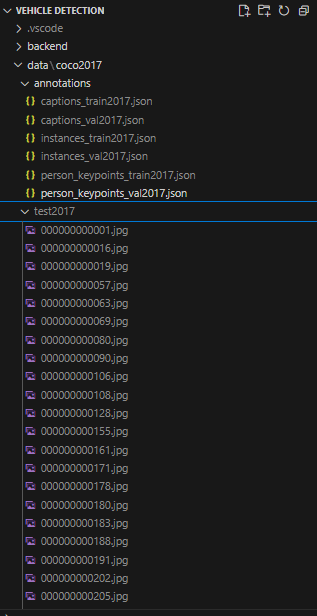 VEHICLE DETECTION
.vscode
backend
data\coco2017
annotations
captions_train2017.json
captions_val2017.json
instances_train2017.json
instances_val2017.json
person_keypoints_train2017.json
person_keypoints_val2017.json
test2017
000000000001.jpg
000000000016.jpg
000000000019.jpg
000000000057.jpg
000000000063.jpg
000000000069.jpg
000000000080.jpg
000000000090.jpg
000000000106.jpg
000000000108.jpg
000000000128.jpg
000000000155.jpg
000000000161.jpg
000000000171.jpg
000000000178.jpg
000000000180.jpg
000000000183.jpg
000000000188.jpg
000000000191.jpg
000000000202.jpg
000000000205.jpg